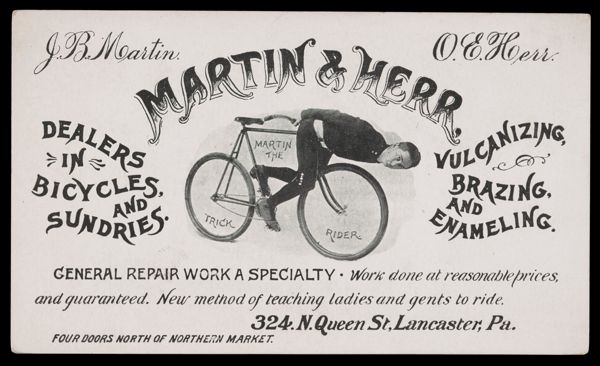 J. B. Martin.
O. E. Herr.
MARTIN & HERR,
DEALERS
IN
BICYCLES,
AND
SUNDRIES.
MARTIN
THE
TRICK
RIDER
VULCANIZING,
BRAZING,
AND
ENAMELING.
GENERAL REPAIR WORK A SPECIALTY · Work done at reasonable prices,
and guaranteed. New method of teaching ladies and gents to ride.
324. N. Queen St, Lancaster, Pa.
FOUR DOORS NORTH OF NORTHERN MARKET.